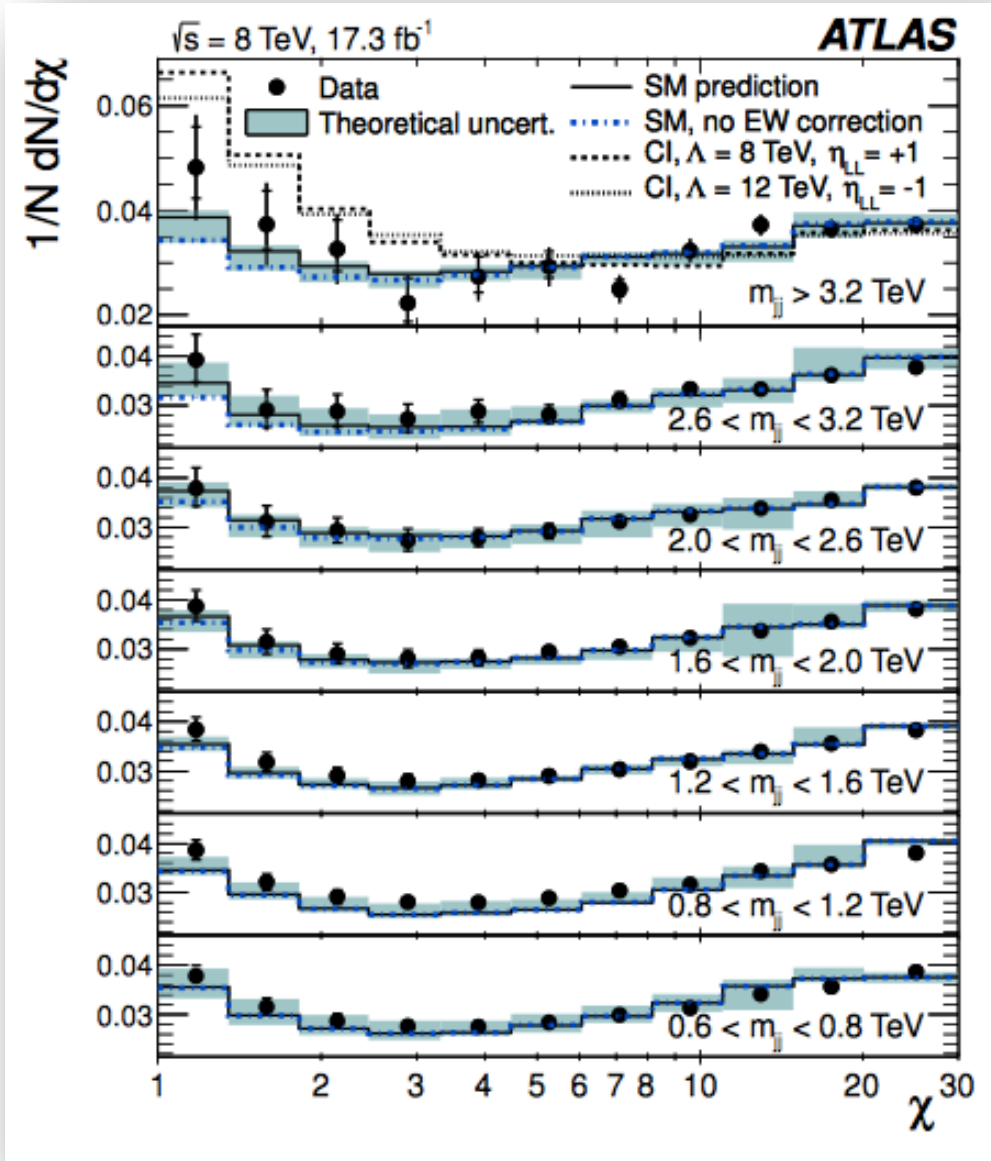 √s = 8 TeV, 17.3 fb⁻¹ ATLAS
1/N dN/dχ
Data
Theoretical uncert.
SM prediction
SM, no EW correction
CI, Λ = 8 TeV, η_LL = +1
CI, Λ = 12 TeV, η_LL = -1
0.06
0.04
0.02
m_jj > 3.2 TeV
0.04
0.03
2.6 < m_jj < 3.2 TeV
0.04
0.03
2.0 < m_jj < 2.6 TeV
0.04
0.03
1.6 < m_jj < 2.0 TeV
0.04
0.03
1.2 < m_jj < 1.6 TeV
0.04
0.03
0.8 < m_jj < 1.2 TeV
0.04
0.03
0.6 < m_jj < 0.8 TeV
1 2 3 4 5 6 7 8 10 20 30
χ